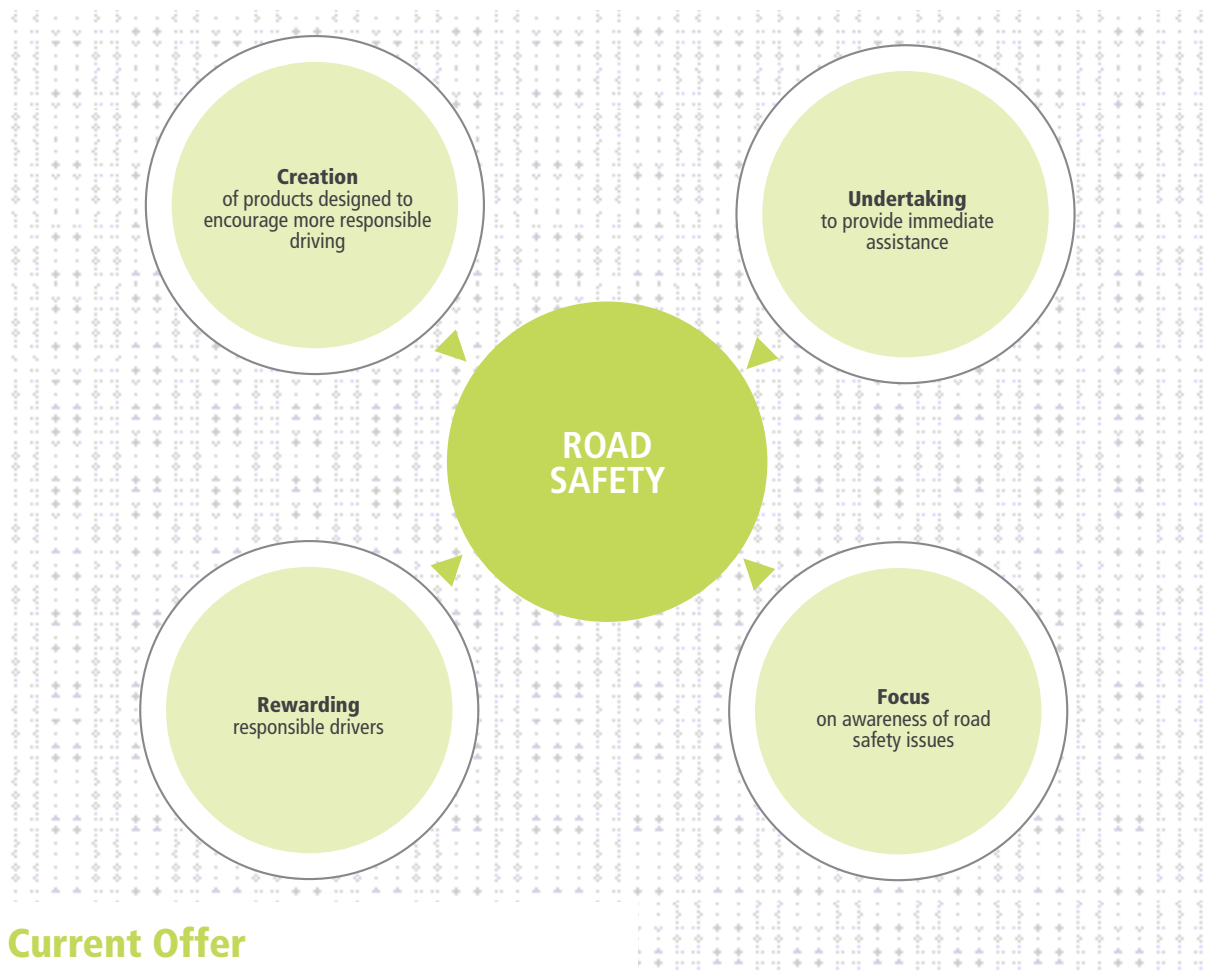 Creation
of products designed to
encourage more responsible
driving
Undertaking
to provide immediate
assistance
ROAD
SAFETY
Rewarding
responsible drivers
Focus
on awareness of road
safety issues
Current Offer